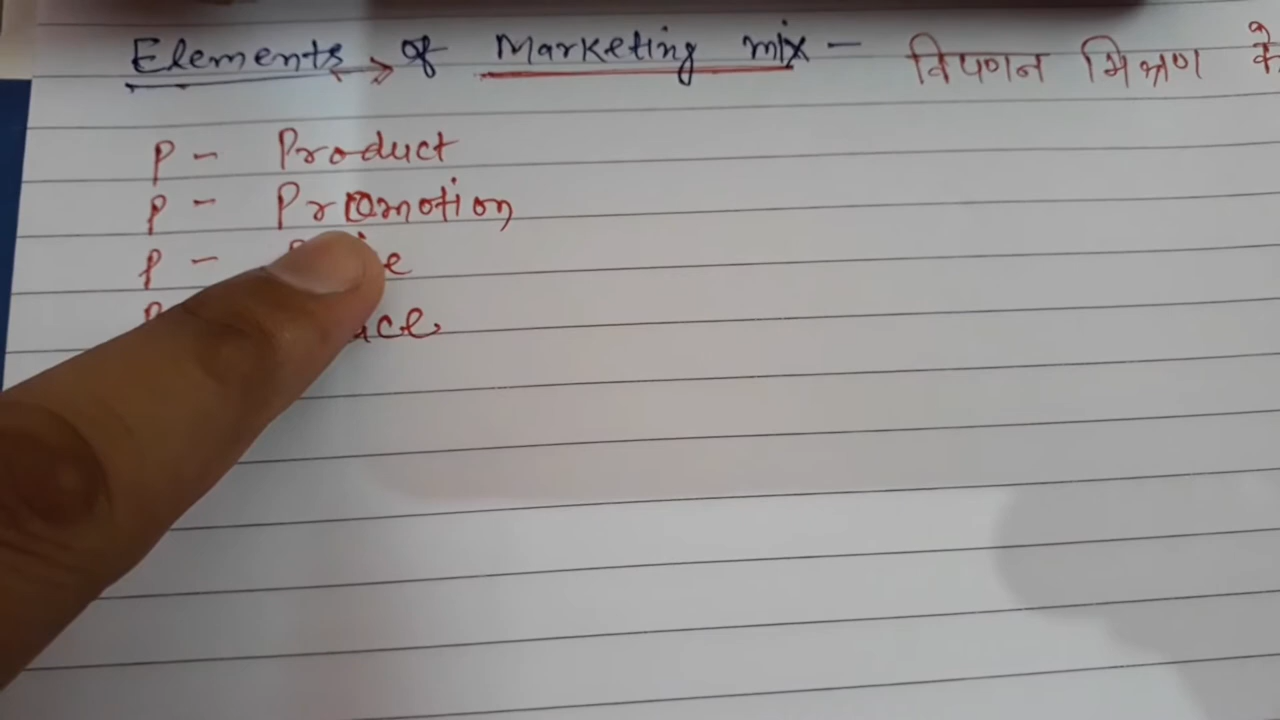 Elements of Marketing mix - विपणन मिश्रण के
P - Product
P - Promotion
P -